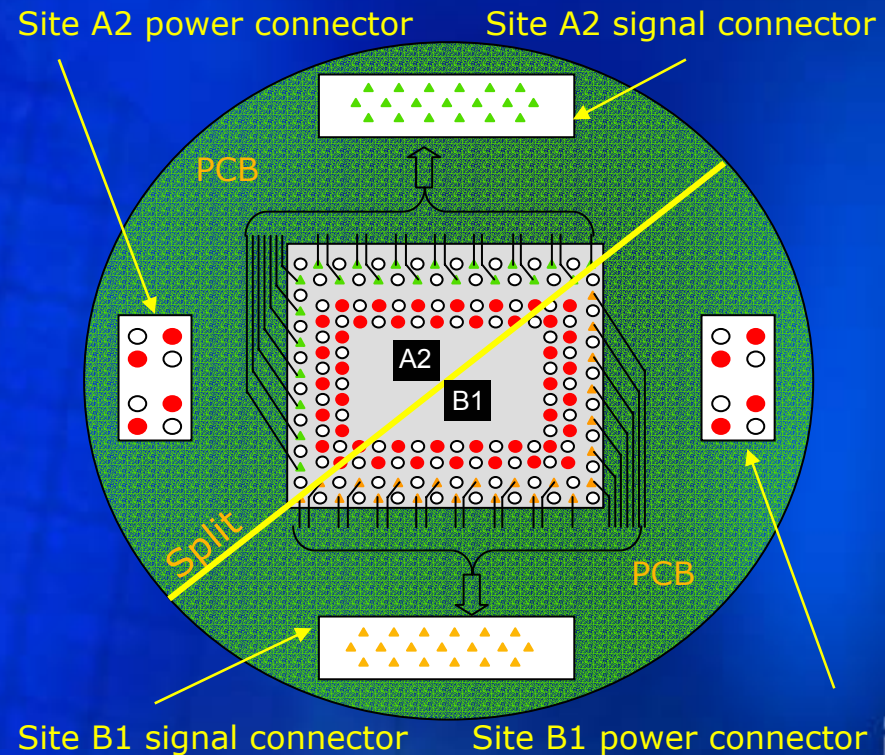 Site A2 power connector
Site A2 signal connector
PCB
A2
B1
Split
PCB
Site B1 signal connector
Site B1 power connector